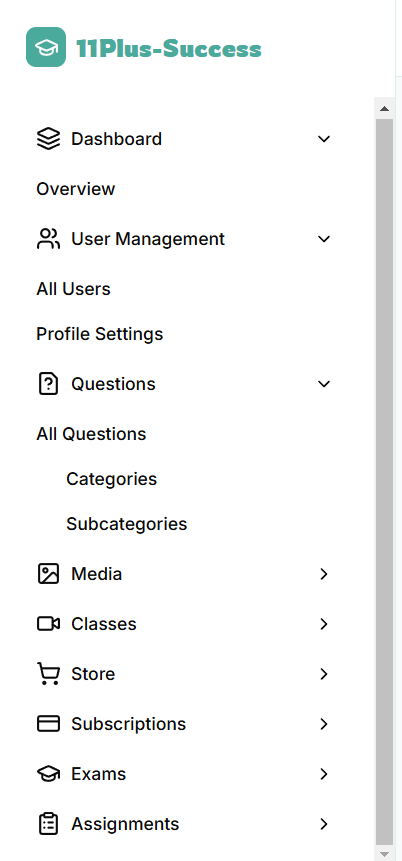 11Plus-Success
Dashboard
Overview
User Management
All Users
Profile Settings
Questions
All Questions
Categories
Subcategories
Media
Classes
Store
Subscriptions
Exams
Assignments